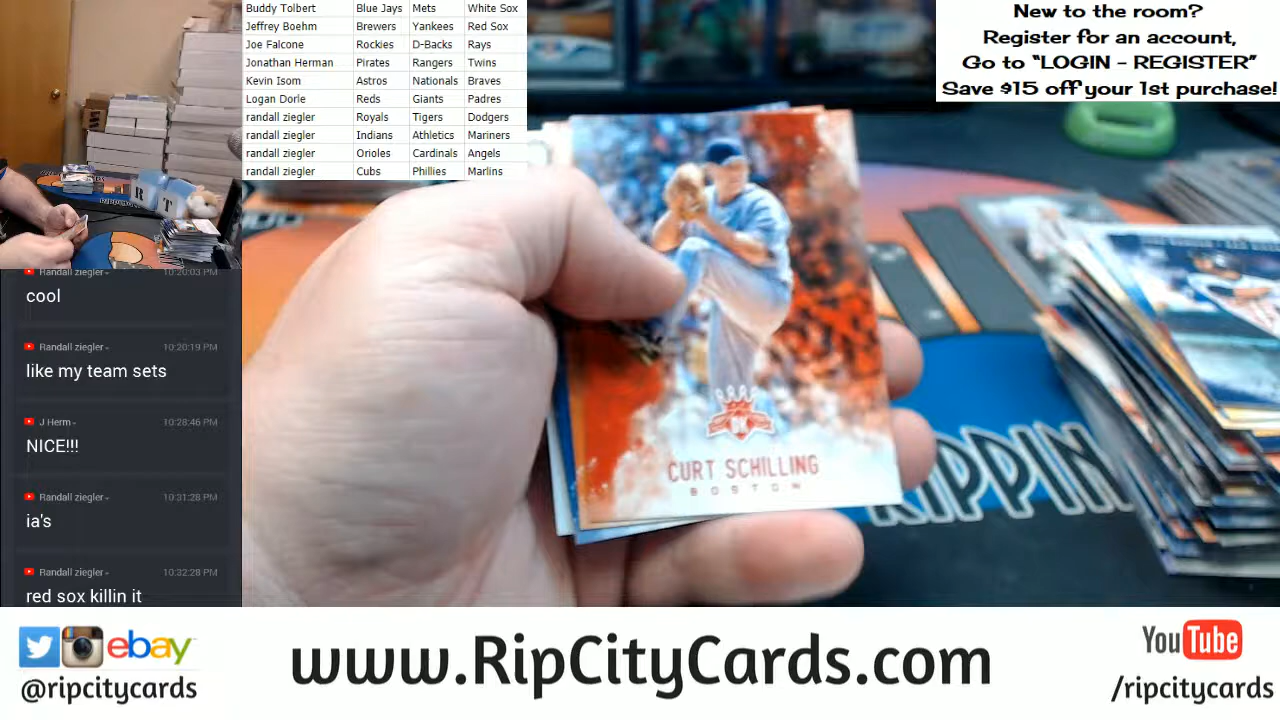 Buddy Tolbert Blue Jays Mets White Sox
Jeffrey Boehm Brewers Yankees Red Sox
Joe Falcone Rockies D-Backs Rays
Jonathan Herman Pirates Rangers Twins
Kevin Isom Astros Nationals Braves
Logan Dorle Reds Giants Padres
randall ziegler Royals Tigers Dodgers
randall ziegler Indians Athletics Mariners
randall ziegler Orioles Cardinals Angels
randall ziegler Cubs Phillies Marlins
New to the room?
Register for an account,
Go to "LOGIN - REGISTER"
Save $15 off your 1st purchase!
Randall ziegler 10:20:03 PM
cool
Randall ziegler 10:20:19 PM
like my team sets
J Herm 10:28:46 PM
NICE!!!
Randall ziegler 10:31:28 PM
ia's
Randall ziegler 10:32:28 PM
red sox killin it
CURT SCHILLING
BOSTON
RIPPIN
R T
ebay
@ripcitycards
www.RipCityCards.com
YouTube
/ripcitycards